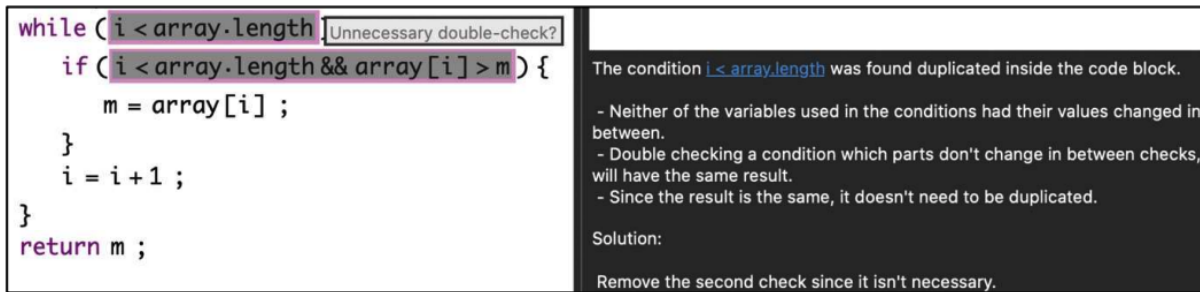 while (i < array.length Unnecessary double-check?
if (i < array.length && array[i] > m) {
m = array[i] ;
}
i = i + 1 ;
}
return m ;
The condition i < array.length was found duplicated inside the code block.
- Neither of the variables used in the conditions had their values changed in
between.
- Double checking a condition which parts don't change in between checks,
will have the same result.
- Since the result is the same, it doesn't need to be duplicated.
Solution:
Remove the second check since it isn't necessary.